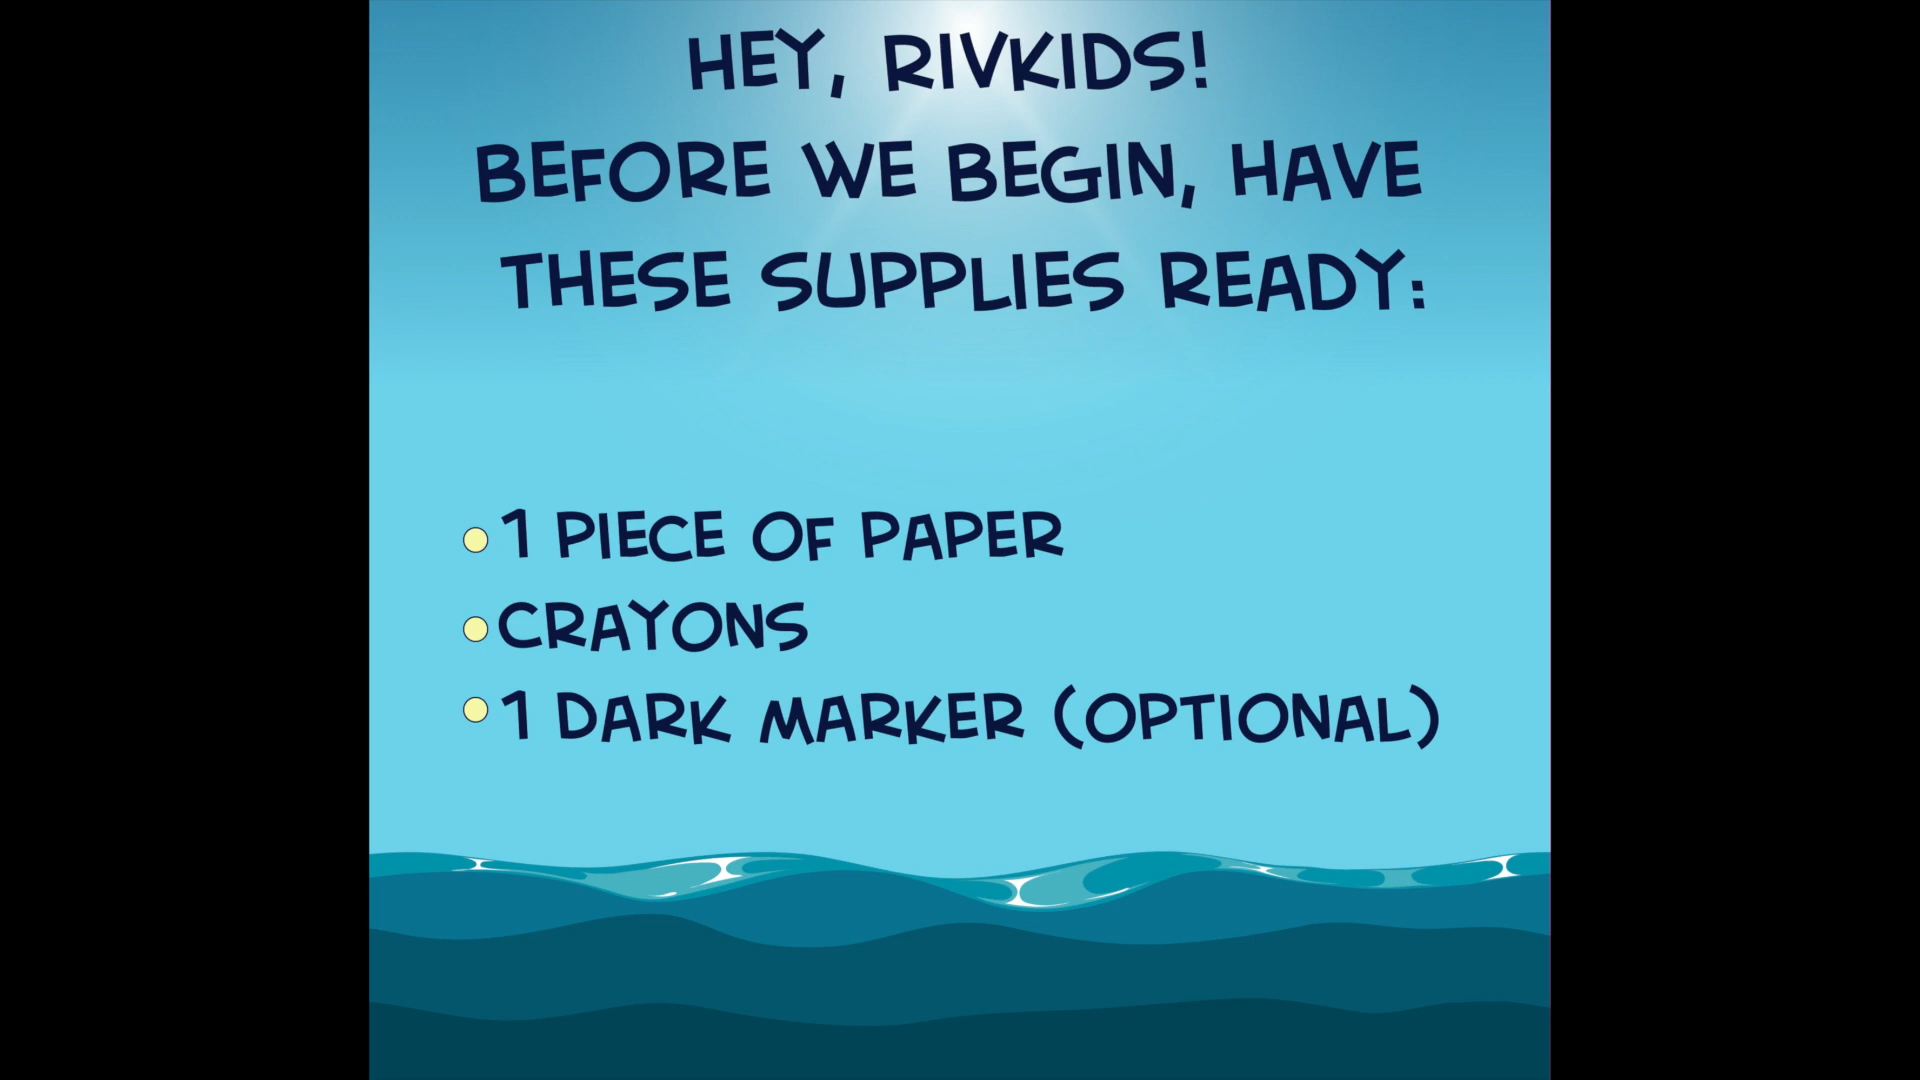 HEY, RIVKIDS!
BEFORE WE BEGIN, HAVE
THESE SUPPLIES READY:
1 PIECE OF PAPER
CRAYONS
1 DARK MARKER (OPTIONAL)